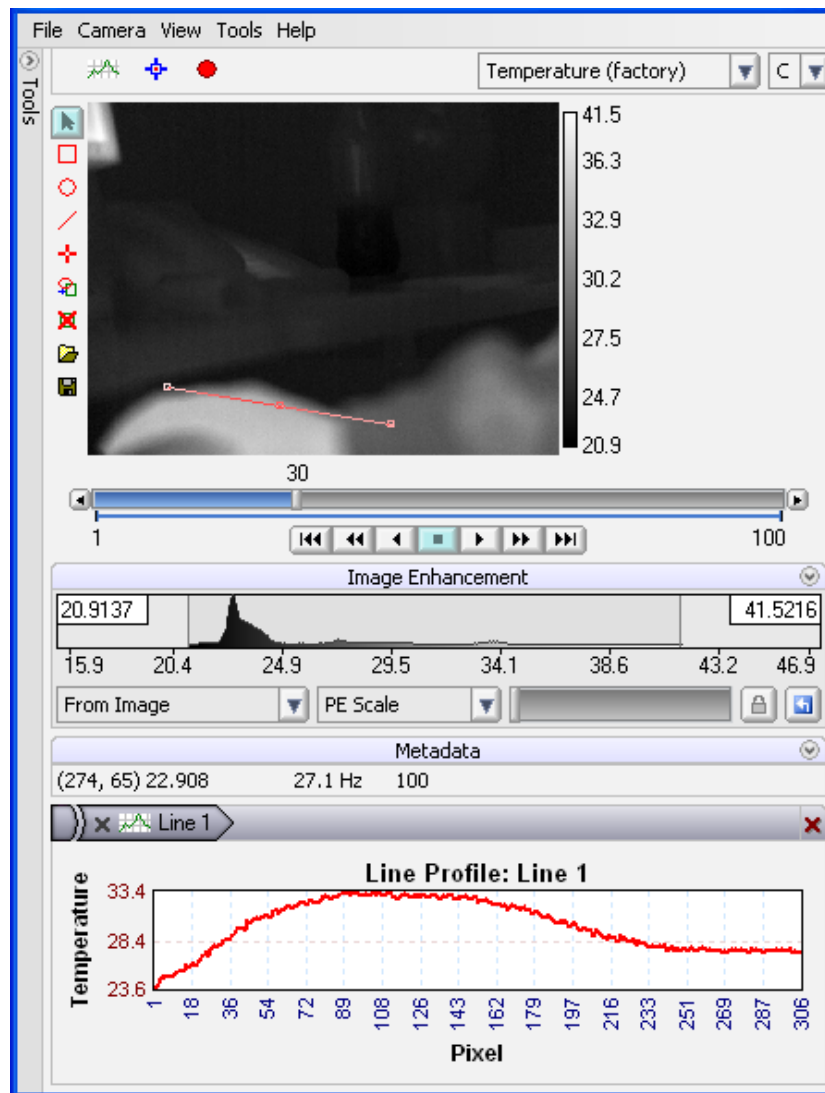 File Camera View Tools Help
Tools
Temperature (factory) C
41.5
36.3
32.9
30.2
27.5
24.7
20.9
30
1 100
Image Enhancement
20.9137 41.5216
15.9 20.4 24.9 29.5 34.1 38.6 43.2 46.9
From Image PE Scale
Metadata
(274, 65) 22.908 27.1 Hz 100
Line 1
Line Profile: Line 1
Temperature
33.4
28.4
23.6
1 18 36 54 72 89 108 126 143 162 179 197 216 233 251 269 287 306
Pixel